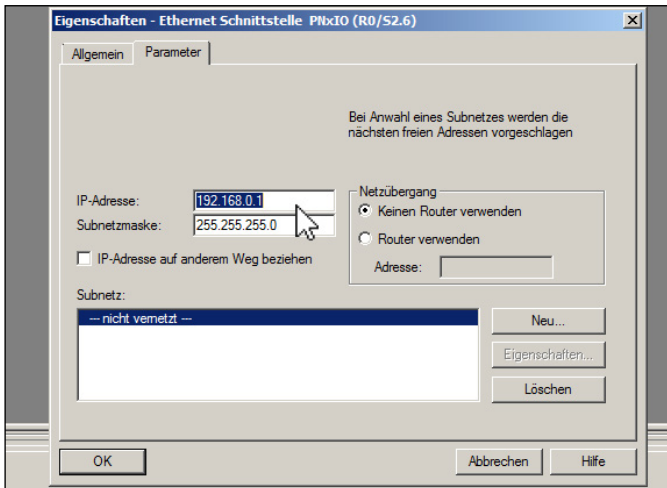 Eigenschaften - Ethernet Schnittstelle PNxIO (R0/S2.6)
Allgemein
Parameter
Bei Anwahl eines Subnetzes werden die
nächsten freien Adressen vorgeschlagen
IP-Adresse:
192.168.0.1
Subnetzmaske:
255.255.255.0
IP-Adresse auf anderem Weg beziehen
Netzübergang
Keinen Router verwenden
Router verwenden
Adresse:
Subnetz:
--- nicht vernetzt ---
Neu...
Eigenschaften...
Löschen
OK
Abbrechen
Hilfe